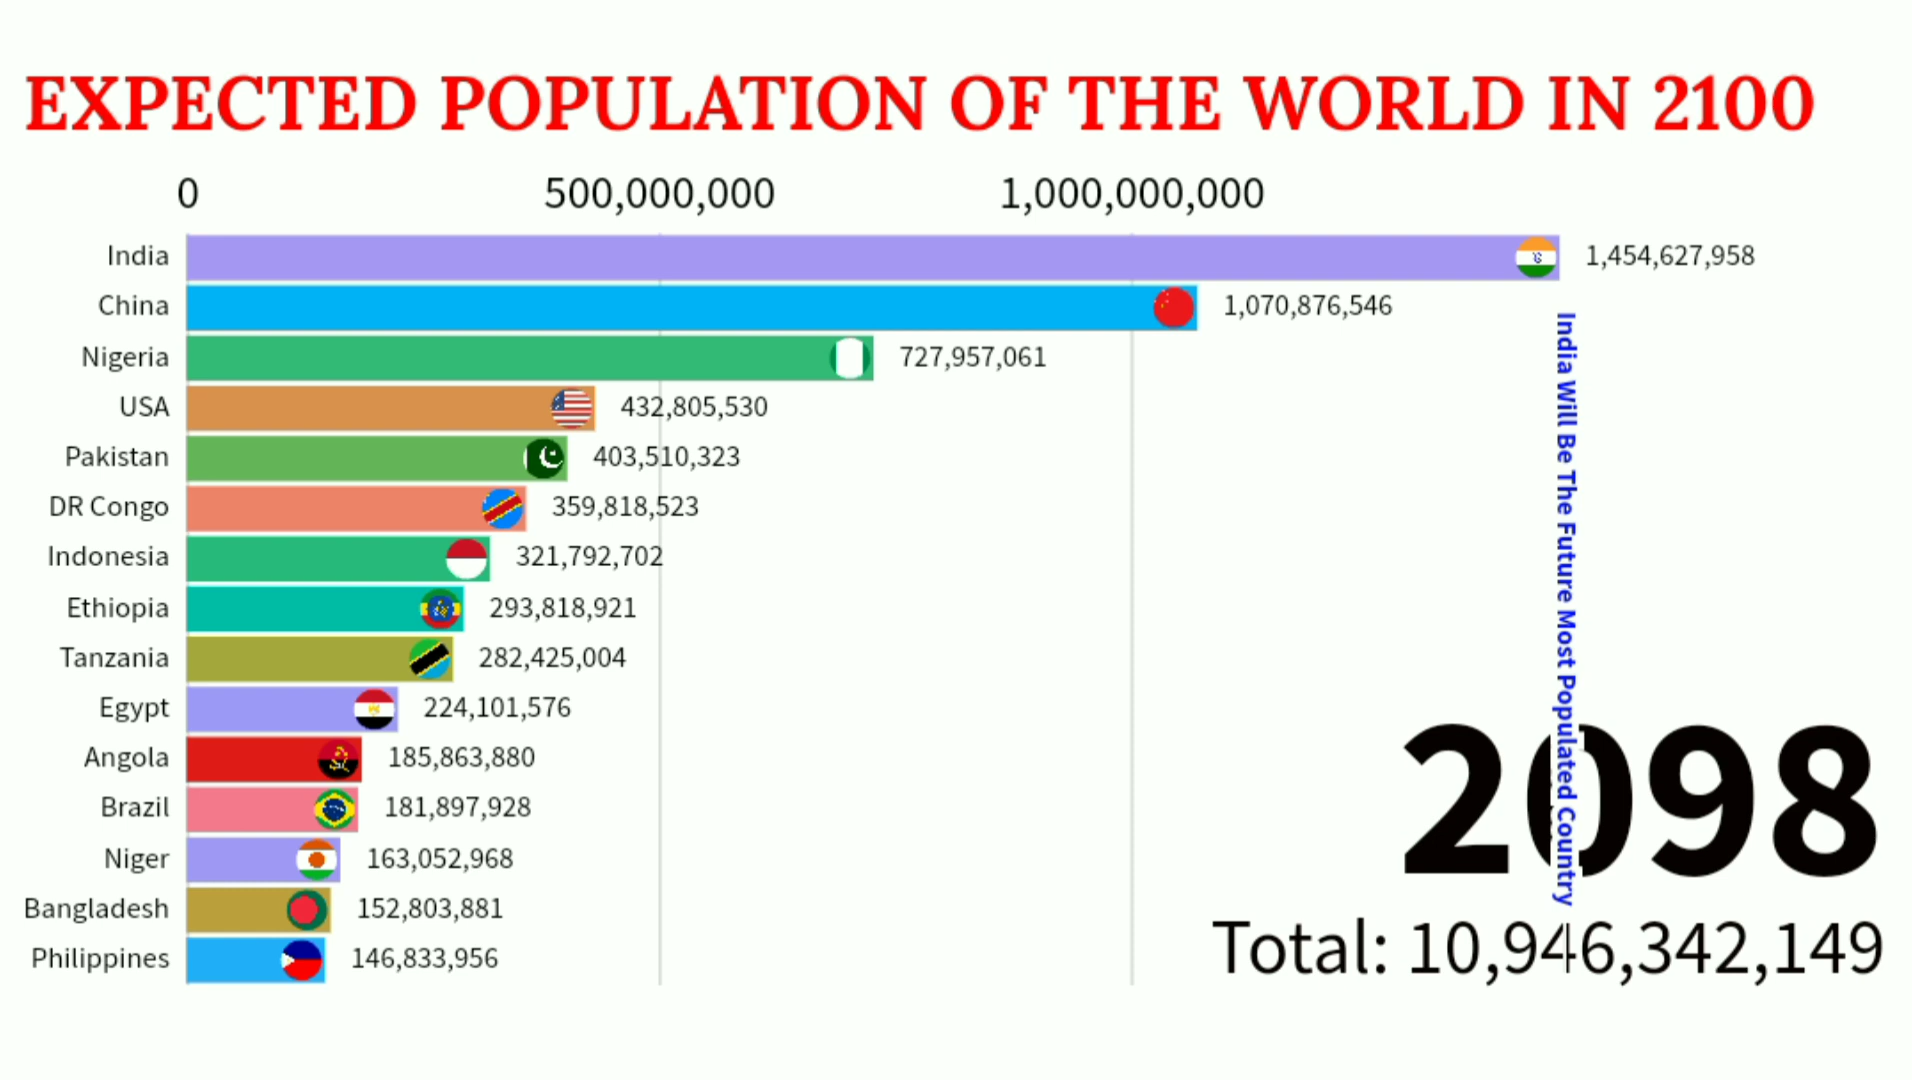 EXPECTED POPULATION OF THE WORLD IN 2100
0 500,000,000 1,000,000,000
India 1,454,627,958
China 1,070,876,546
Nigeria 727,957,061
USA 432,805,530
Pakistan 403,510,323
DR Congo 359,818,523
Indonesia 321,792,702
Ethiopia 293,818,921
Tanzania 282,425,004
Egypt 224,101,576
Angola 185,863,880
Brazil 181,897,928
Niger 163,052,968
Bangladesh 152,803,881
Philippines 146,833,956
India Will Be The Future Most Populated Country
2098
Total: 10,946,342,149